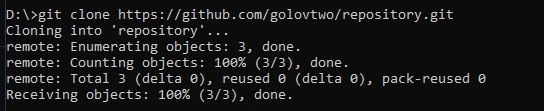 D:\>git clone https://github.com/golovtwo/repository.git
Cloning into 'repository'...
remote: Enumerating objects: 3, done.
remote: Counting objects: 100% (3/3), done.
remote: Total 3 (delta 0), reused 0 (delta 0), pack-reused 0
Receiving objects: 100% (3/3), done.